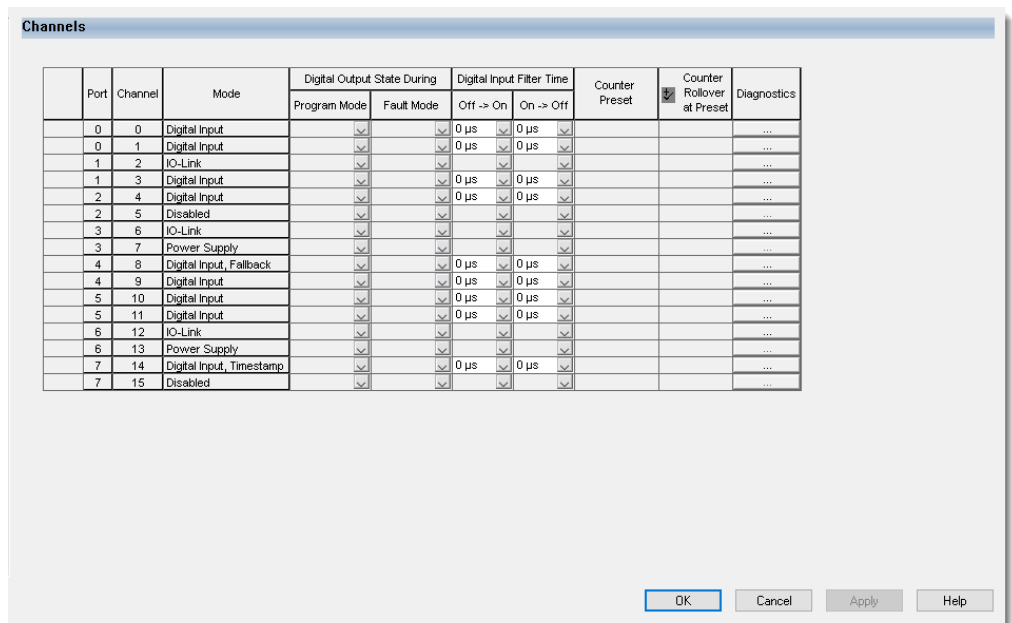 Channels
Port Channel Mode Digital Output State During Digital Input Filter Time Counter Preset Counter Rollover at Preset Diagnostics
Program Mode Fault Mode Off -> On On -> Off
0 0 Digital Input 0 µs 0 µs ...
0 1 Digital Input 0 µs 0 µs ...
1 2 IO-Link ...
1 3 Digital Input 0 µs 0 µs ...
2 4 Digital Input 0 µs 0 µs ...
2 5 Disabled ...
3 6 IO-Link ...
3 7 Power Supply ...
4 8 Digital Input, Fallback 0 µs 0 µs ...
4 9 Digital Input 0 µs 0 µs ...
5 10 Digital Input 0 µs 0 µs ...
5 11 Digital Input 0 µs 0 µs ...
6 12 IO-Link ...
6 13 Power Supply ...
7 14 Digital Input, Timestamp 0 µs 0 µs ...
7 15 Disabled ...
OK Cancel Apply Help